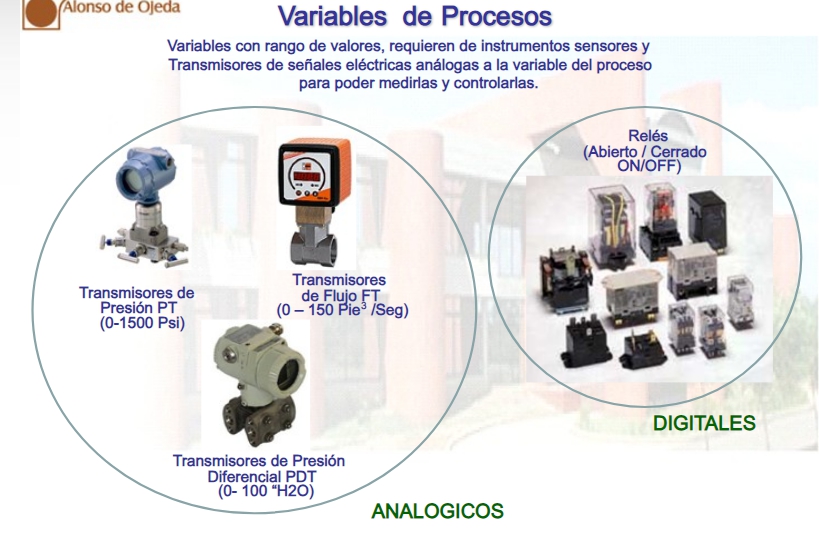 Alonso de Ojeda
Variables de Procesos
Variables con rango de valores, requieren de instrumentos sensores y
Transmisores de señales eléctricas análogas a la variable del proceso
para poder medirlas y controlarlas.
Relés
(Abierto / Cerrado
ON/OFF)
Transmisores de
Presión PT
(0-1500 Psi)
Transmisores
de Flujo FT
(0 – 150 Pie³ /Seg)
Transmisores de Presión
Diferencial PDT
(0- 100 “H2O)
DIGITALES
ANALOGICOS